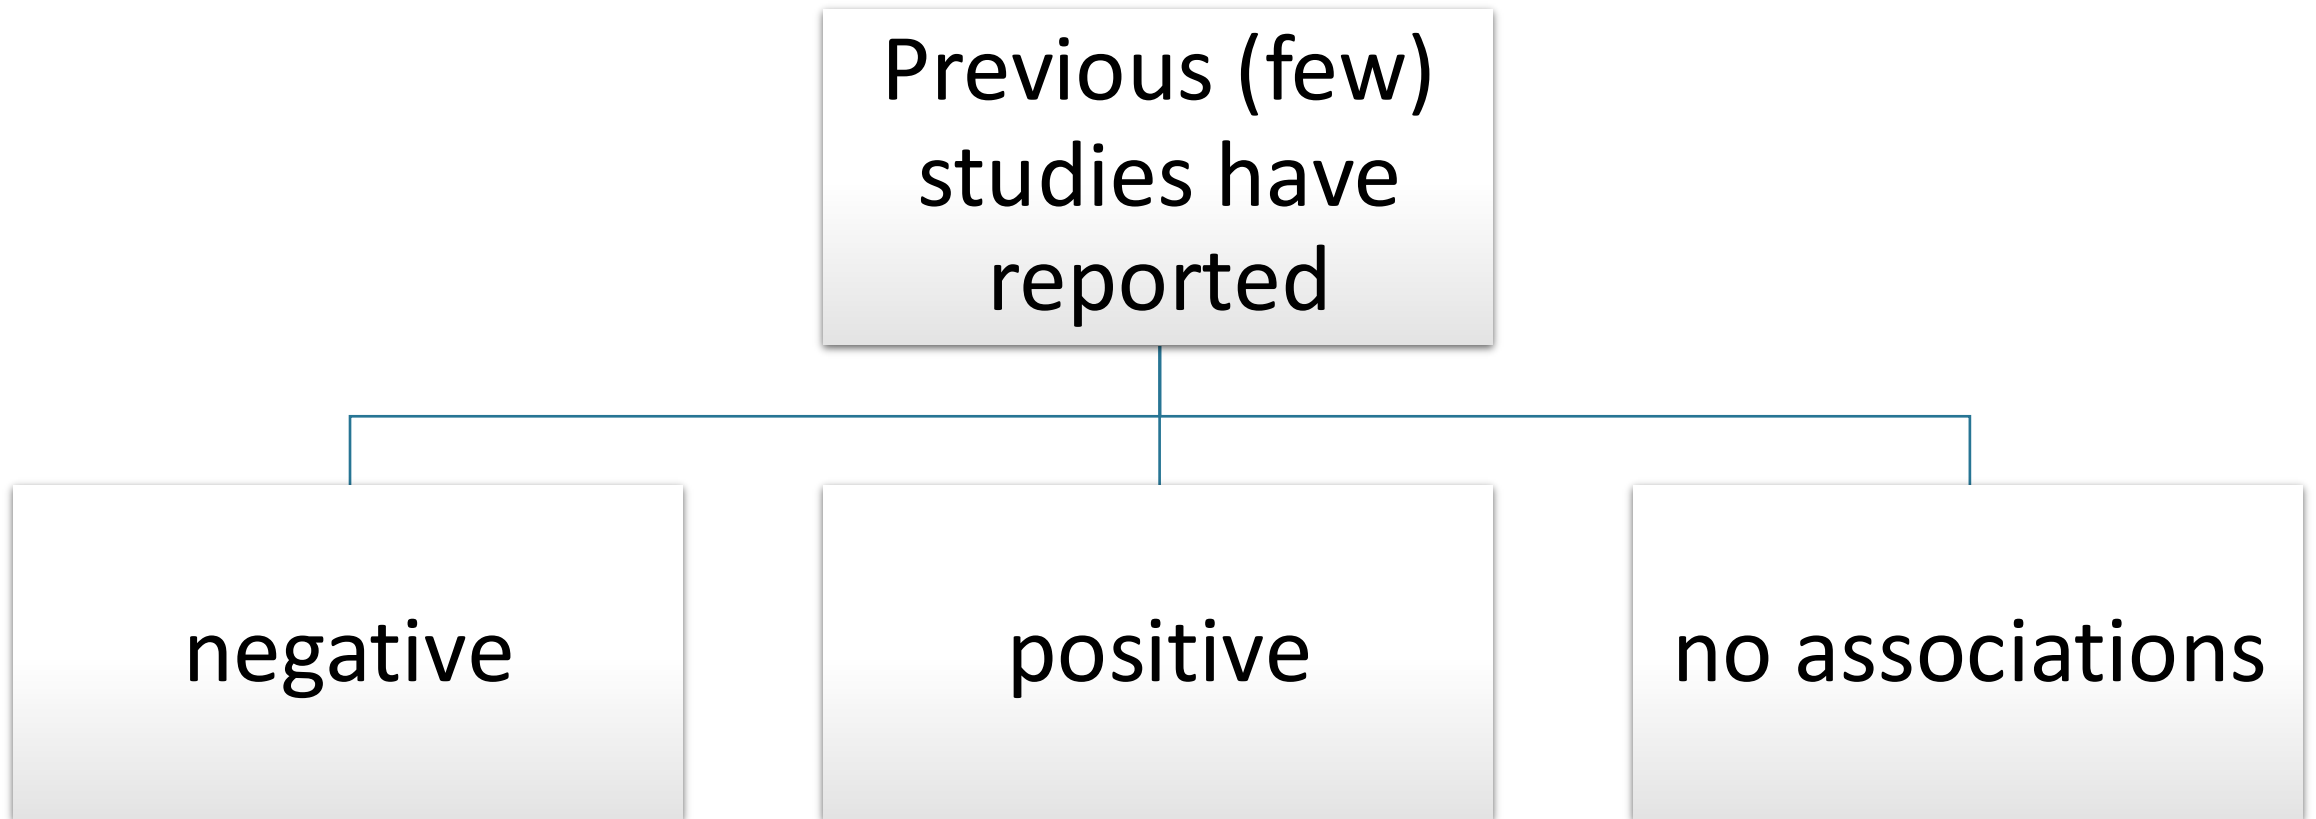 Previous (few)
studies have
reported
negative
positive
no associations